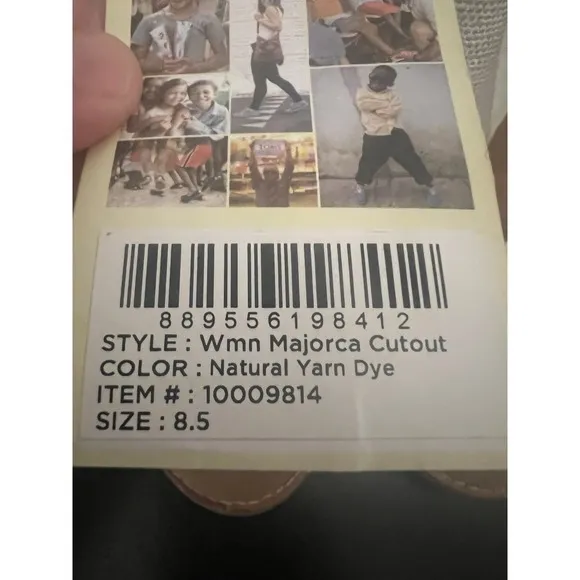 889556198412
STYLE : Wmn Majorca Cutout
COLOR : Natural Yarn Dye
ITEM # : 10009814
SIZE : 8.5